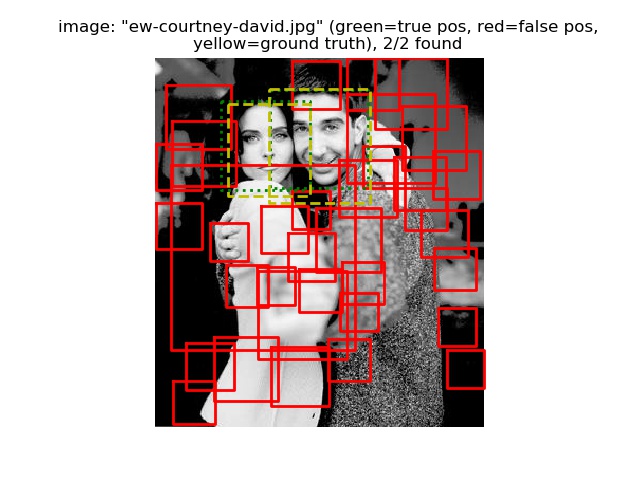 image: "ew-courtney-david.jpg" (green=true pos, red=false pos,
yellow=ground truth), 2/2 found